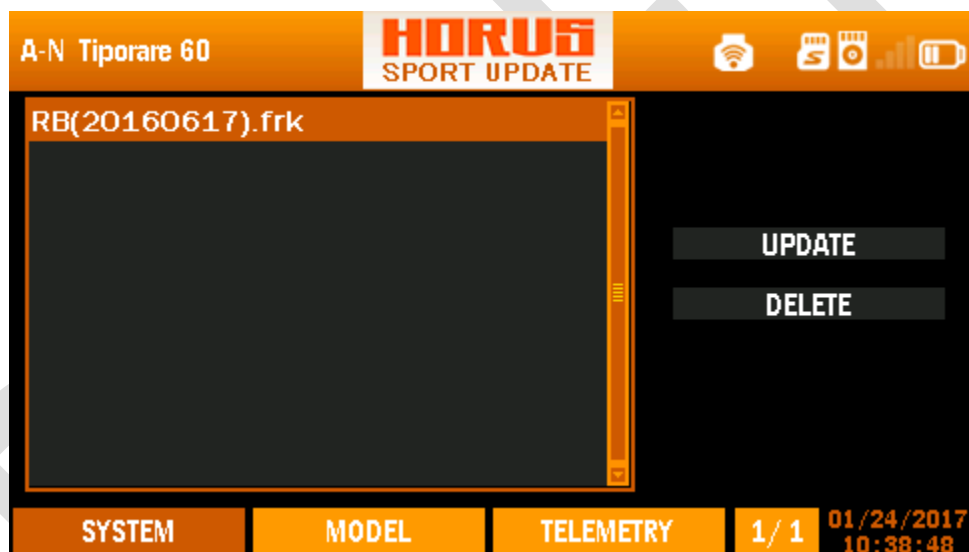 A-N Tiporare 60
HORUS
SPORT UPDATE
RB(20160617).frk
UPDATE
DELETE
SYSTEM
MODEL
TELEMETRY
1/ 1
01/24/2017
10:38:48